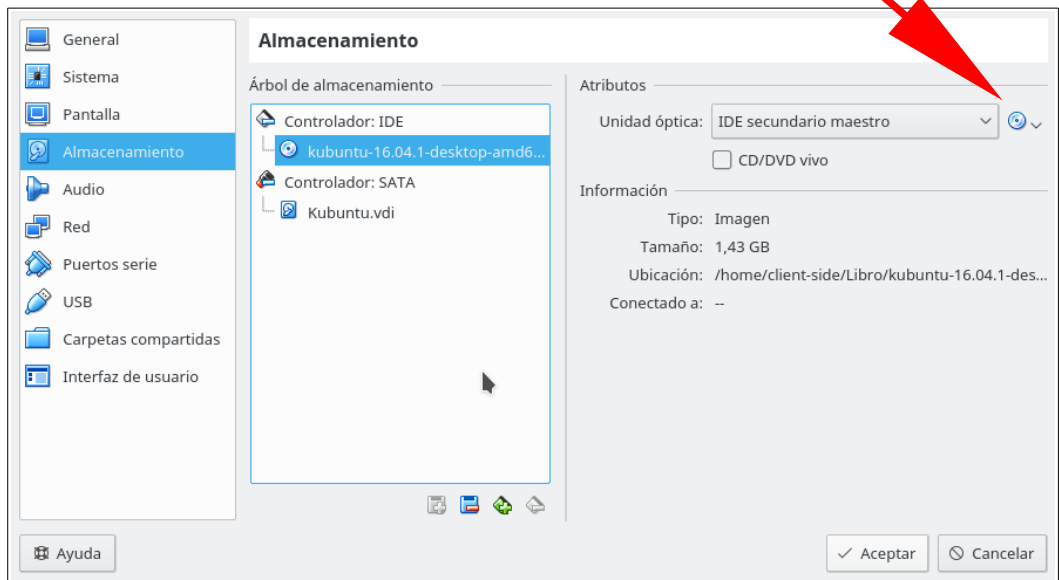 General
Sistema
Pantalla
Almacenamiento
Audio
Red
Puertos serie
USB
Carpetas compartidas
Interfaz de usuario
Almacenamiento
Árbol de almacenamiento
Controlador: IDE
kubuntu-16.04.1-desktop-amd6...
Controlador: SATA
Kubuntu.vdi
Atributos
Unidad óptica: IDE secundario maestro
CD/DVD vivo
Información
Tipo: Imagen
Tamaño: 1,43 GB
Ubicación: /home/client-side/Libro/kubuntu-16.04.1-des...
Conectado a: --
Ayuda
Aceptar
Cancelar